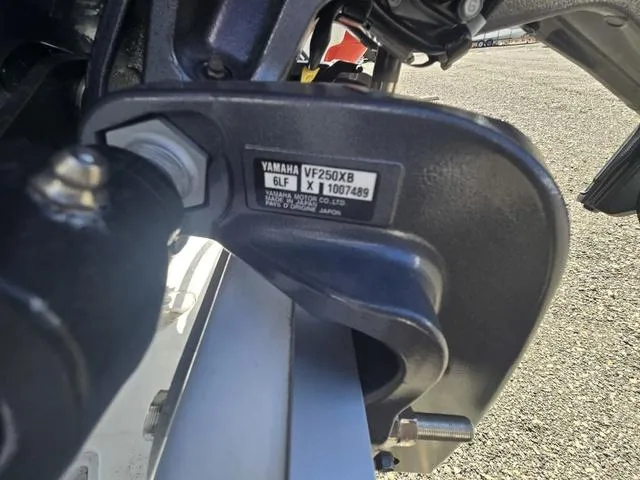 YAMAHA VF250XB
6LF X 1007489
YAMAHA MOTOR CO.,LTD.
MADE IN JAPAN
PAYS D'ORIGINE JAPON